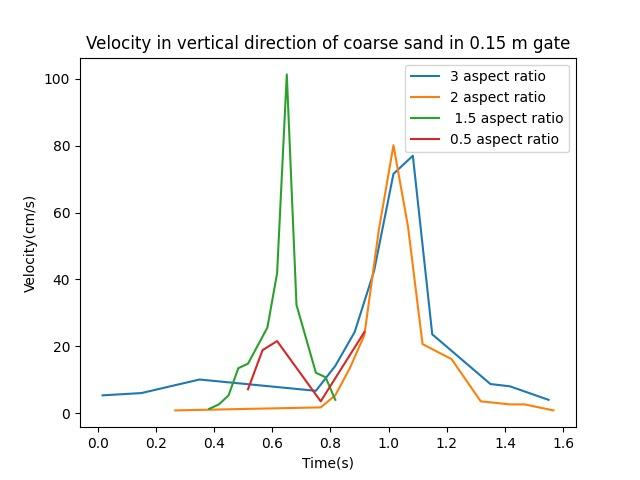 Velocity in vertical direction of coarse sand in 0.15 m gate
3 aspect ratio
2 aspect ratio
1.5 aspect ratio
0.5 aspect ratio
100
80
60
40
20
0
Velocity(cm/s)
0.0 0.2 0.4 0.6 0.8 1.0 1.2 1.4 1.6
Time(s)